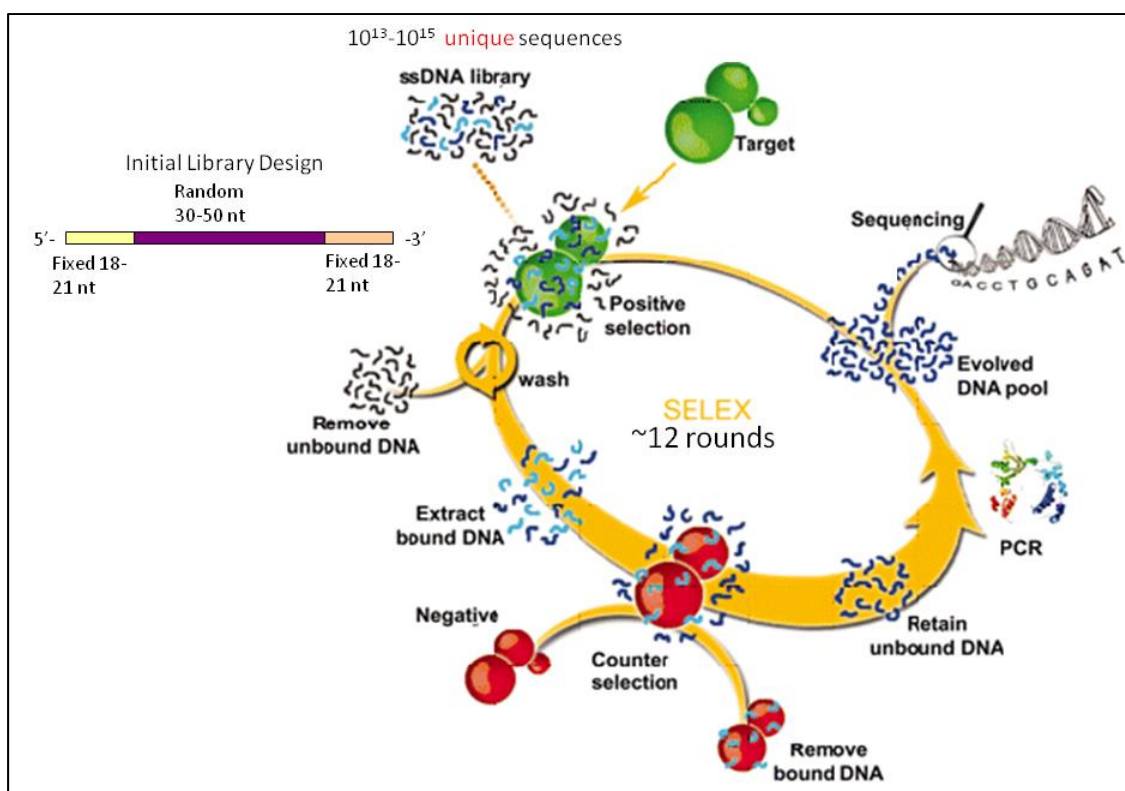 10¹³-10¹⁵ unique sequences
ssDNA library
Target
Initial Library Design
Random
30-50 nt
5′-
-3′
Fixed 18-
21 nt
Fixed 18-
21 nt
Sequencing
GACCTGCAGAT
Positive
selection
Evolved
DNA pool
wash
Remove
unbound DNA
SELEX
~12 rounds
Extract
bound DNA
PCR
Negative
Counter
selection
Retain
unbound DNA
Remove
bound DNA